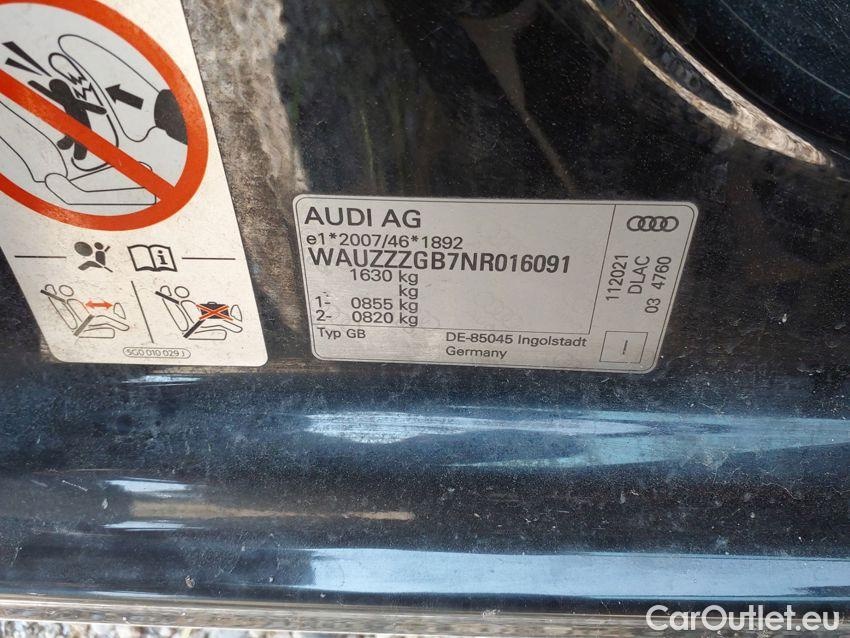 AUDI AG
e1*2007/46*1892
WAUZZZGB7NR016091
1630 kg
kg
1- 0855 kg
2- 0820 kg
Typ GB
DE-85045 Ingolstadt
Germany
112021
DLAC
03 4760
5G0 010 029 J
CarOutlet.eu